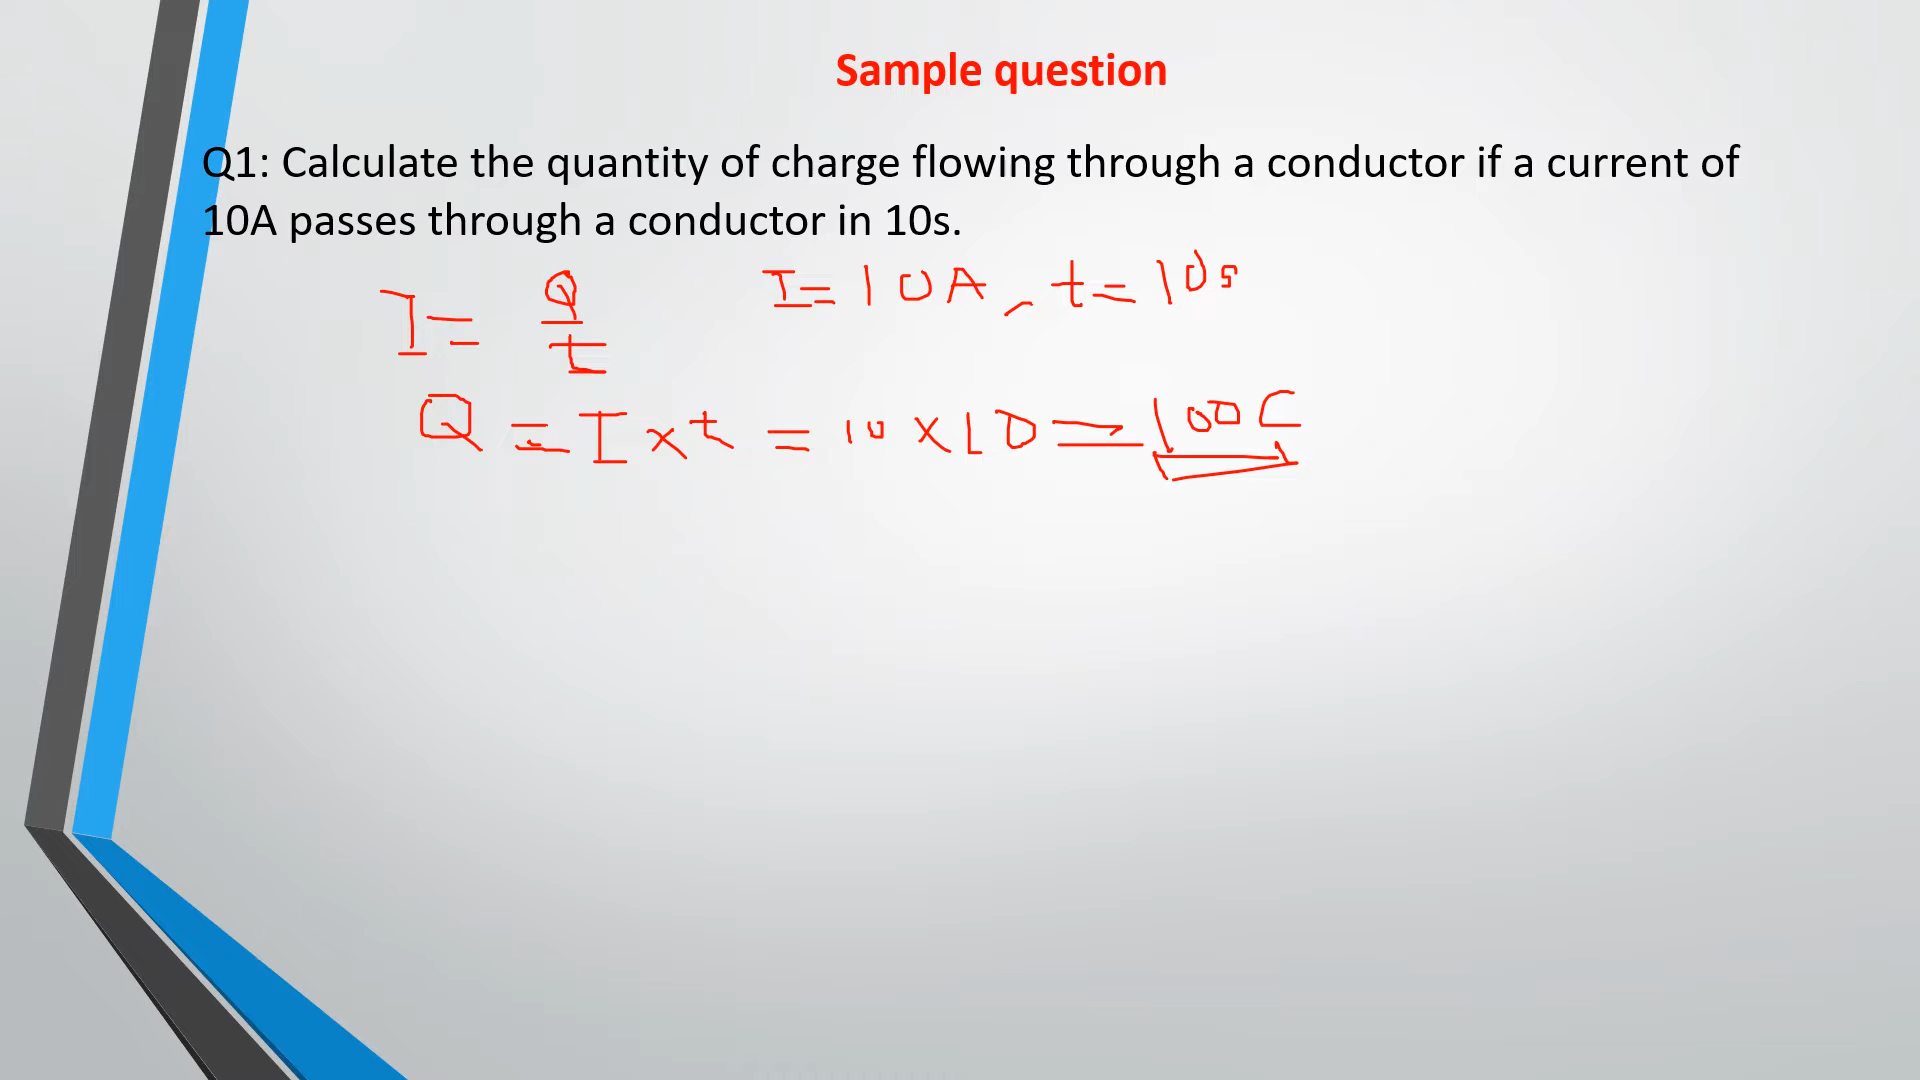 Sample question
Q1: Calculate the quantity of charge flowing through a conductor if a current of
10A passes through a conductor in 10s.
I = Q/t I = 10A, t = 10s
Q = I x t = 10 x 10 = 100C